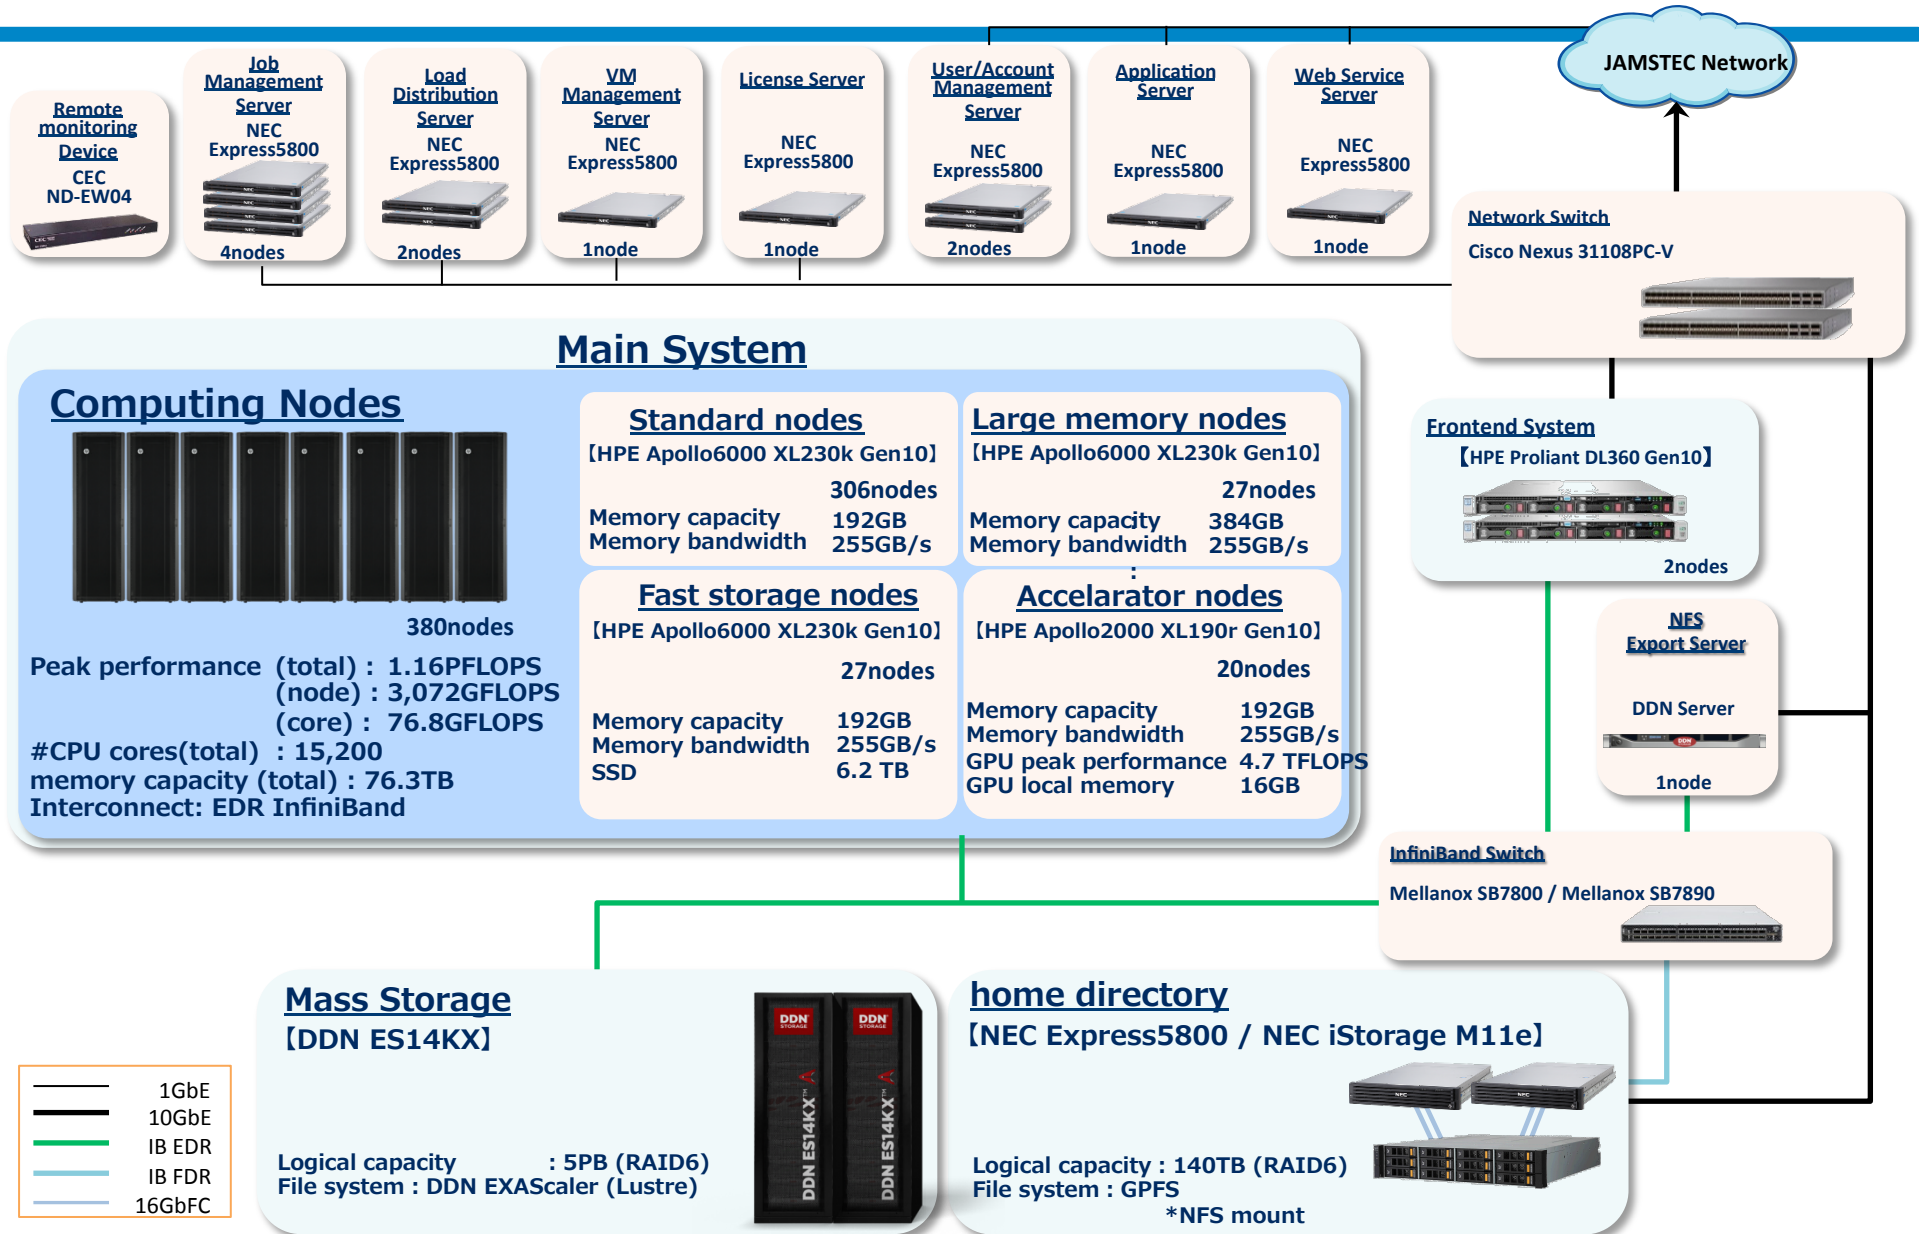 JAMSTEC Network
Remote
monitoring
Device
CEC
ND-EW04
Job
Management
Server
NEC
Express5800
4nodes
Load
Distribution
Server
NEC
Express5800
2nodes
VM
Management
Server
NEC
Express5800
1node
License Server
NEC
Express5800
1node
User/Account
Management
Server
NEC
Express5800
2nodes
Application
Server
NEC
Express5800
1node
Web Service
Server
NEC
Express5800
1node
Network Switch
Cisco Nexus 31108PC-V
Main System
Computing Nodes
380nodes
Peak performance (total) : 1.16PFLOPS
(node) : 3,072GFLOPS
(core) : 76.8GFLOPS
#CPU cores(total) : 15,200
memory capacity (total) : 76.3TB
Interconnect: EDR InfiniBand
Standard nodes
【HPE Apollo6000 XL230k Gen10】
306nodes
Memory capacity 192GB
Memory bandwidth 255GB/s
Large memory nodes
【HPE Apollo6000 XL230k Gen10】
27nodes
Memory capacity : 384GB
Memory bandwidth 255GB/s
:
Fast storage nodes
【HPE Apollo6000 XL230k Gen10】
27nodes
Memory capacity 192GB
Memory bandwidth 255GB/s
SSD 6.2 TB
Accelarator nodes
【HPE Apollo2000 XL190r Gen10】
20nodes
Memory capacity 192GB
Memory bandwidth 255GB/s
GPU peak performance 4.7 TFLOPS
GPU local memory 16GB
Frontend System
【HPE Proliant DL360 Gen10】
2nodes
NFS
Export Server
DDN Server
DDN
1node
InfiniBand Switch
Mellanox SB7800 / Mellanox SB7890
Mass Storage
【DDN ES14KX】
Logical capacity : 5PB (RAID6)
File system : DDN EXAScaler (Lustre)
DDN
STORAGE
DDN ES14KX™
DDN
STORAGE
DDN ES14KX™
home directory
【NEC Express5800 / NEC iStorage M11e】
NEC
NEC
Logical capacity : 140TB (RAID6)
File system : GPFS
*NFS mount
1GbE
10GbE
IB EDR
IB FDR
16GbFC